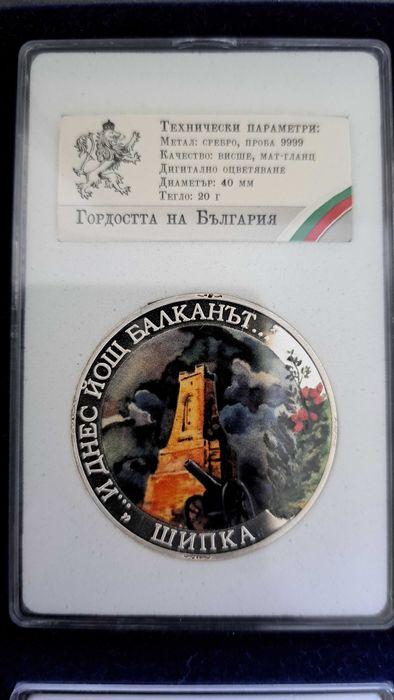 Технически параметри:
Метал: сребро, проба 9999
Качество: висше, мат-гланц
Дигитално оцветяване
Диаметър: 40 мм
Тегло: 20 г
Гордостта на България
„...И ДНЕС ЙОЩ БАЛКАНЪТ...
ШИПКА